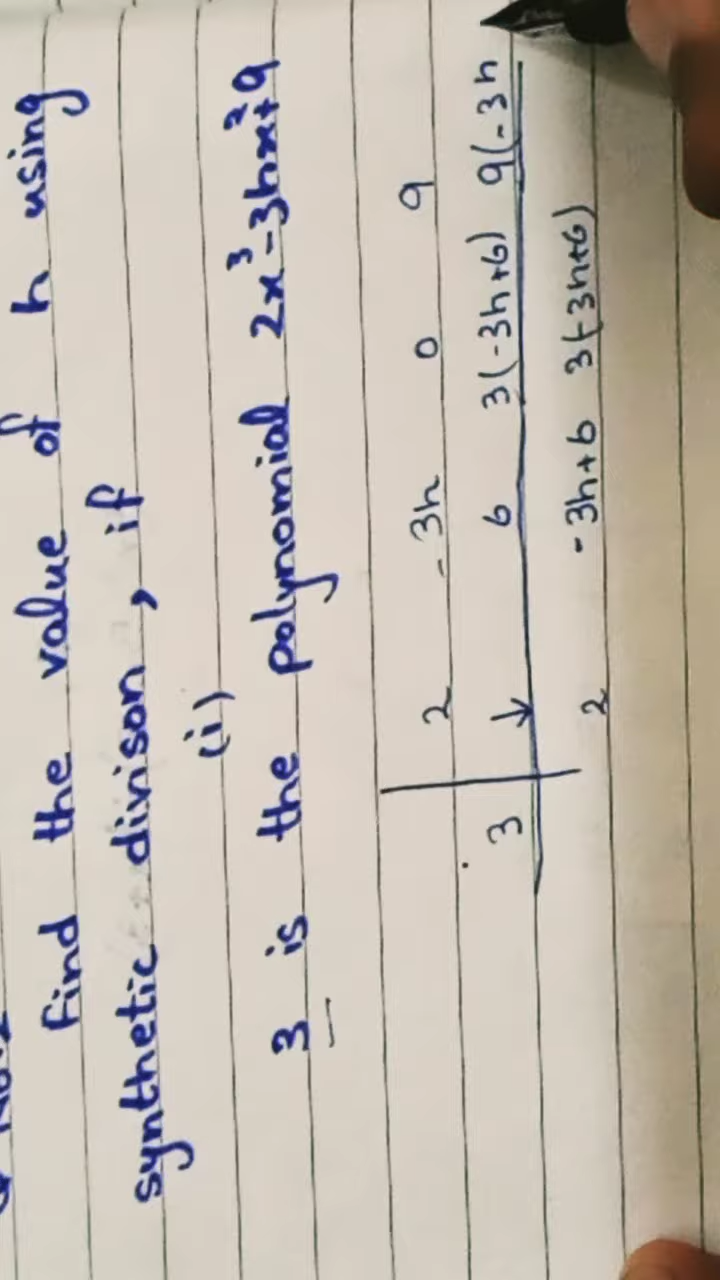 find the value of h using
synthetic divison, if
(i)
3 is the polynomial 2x³-3hx²+9
2 -3h 0 9
3 ↓ 6 3(-3h+6) 9(-3h
2 -3h+6 3(-3h+6)